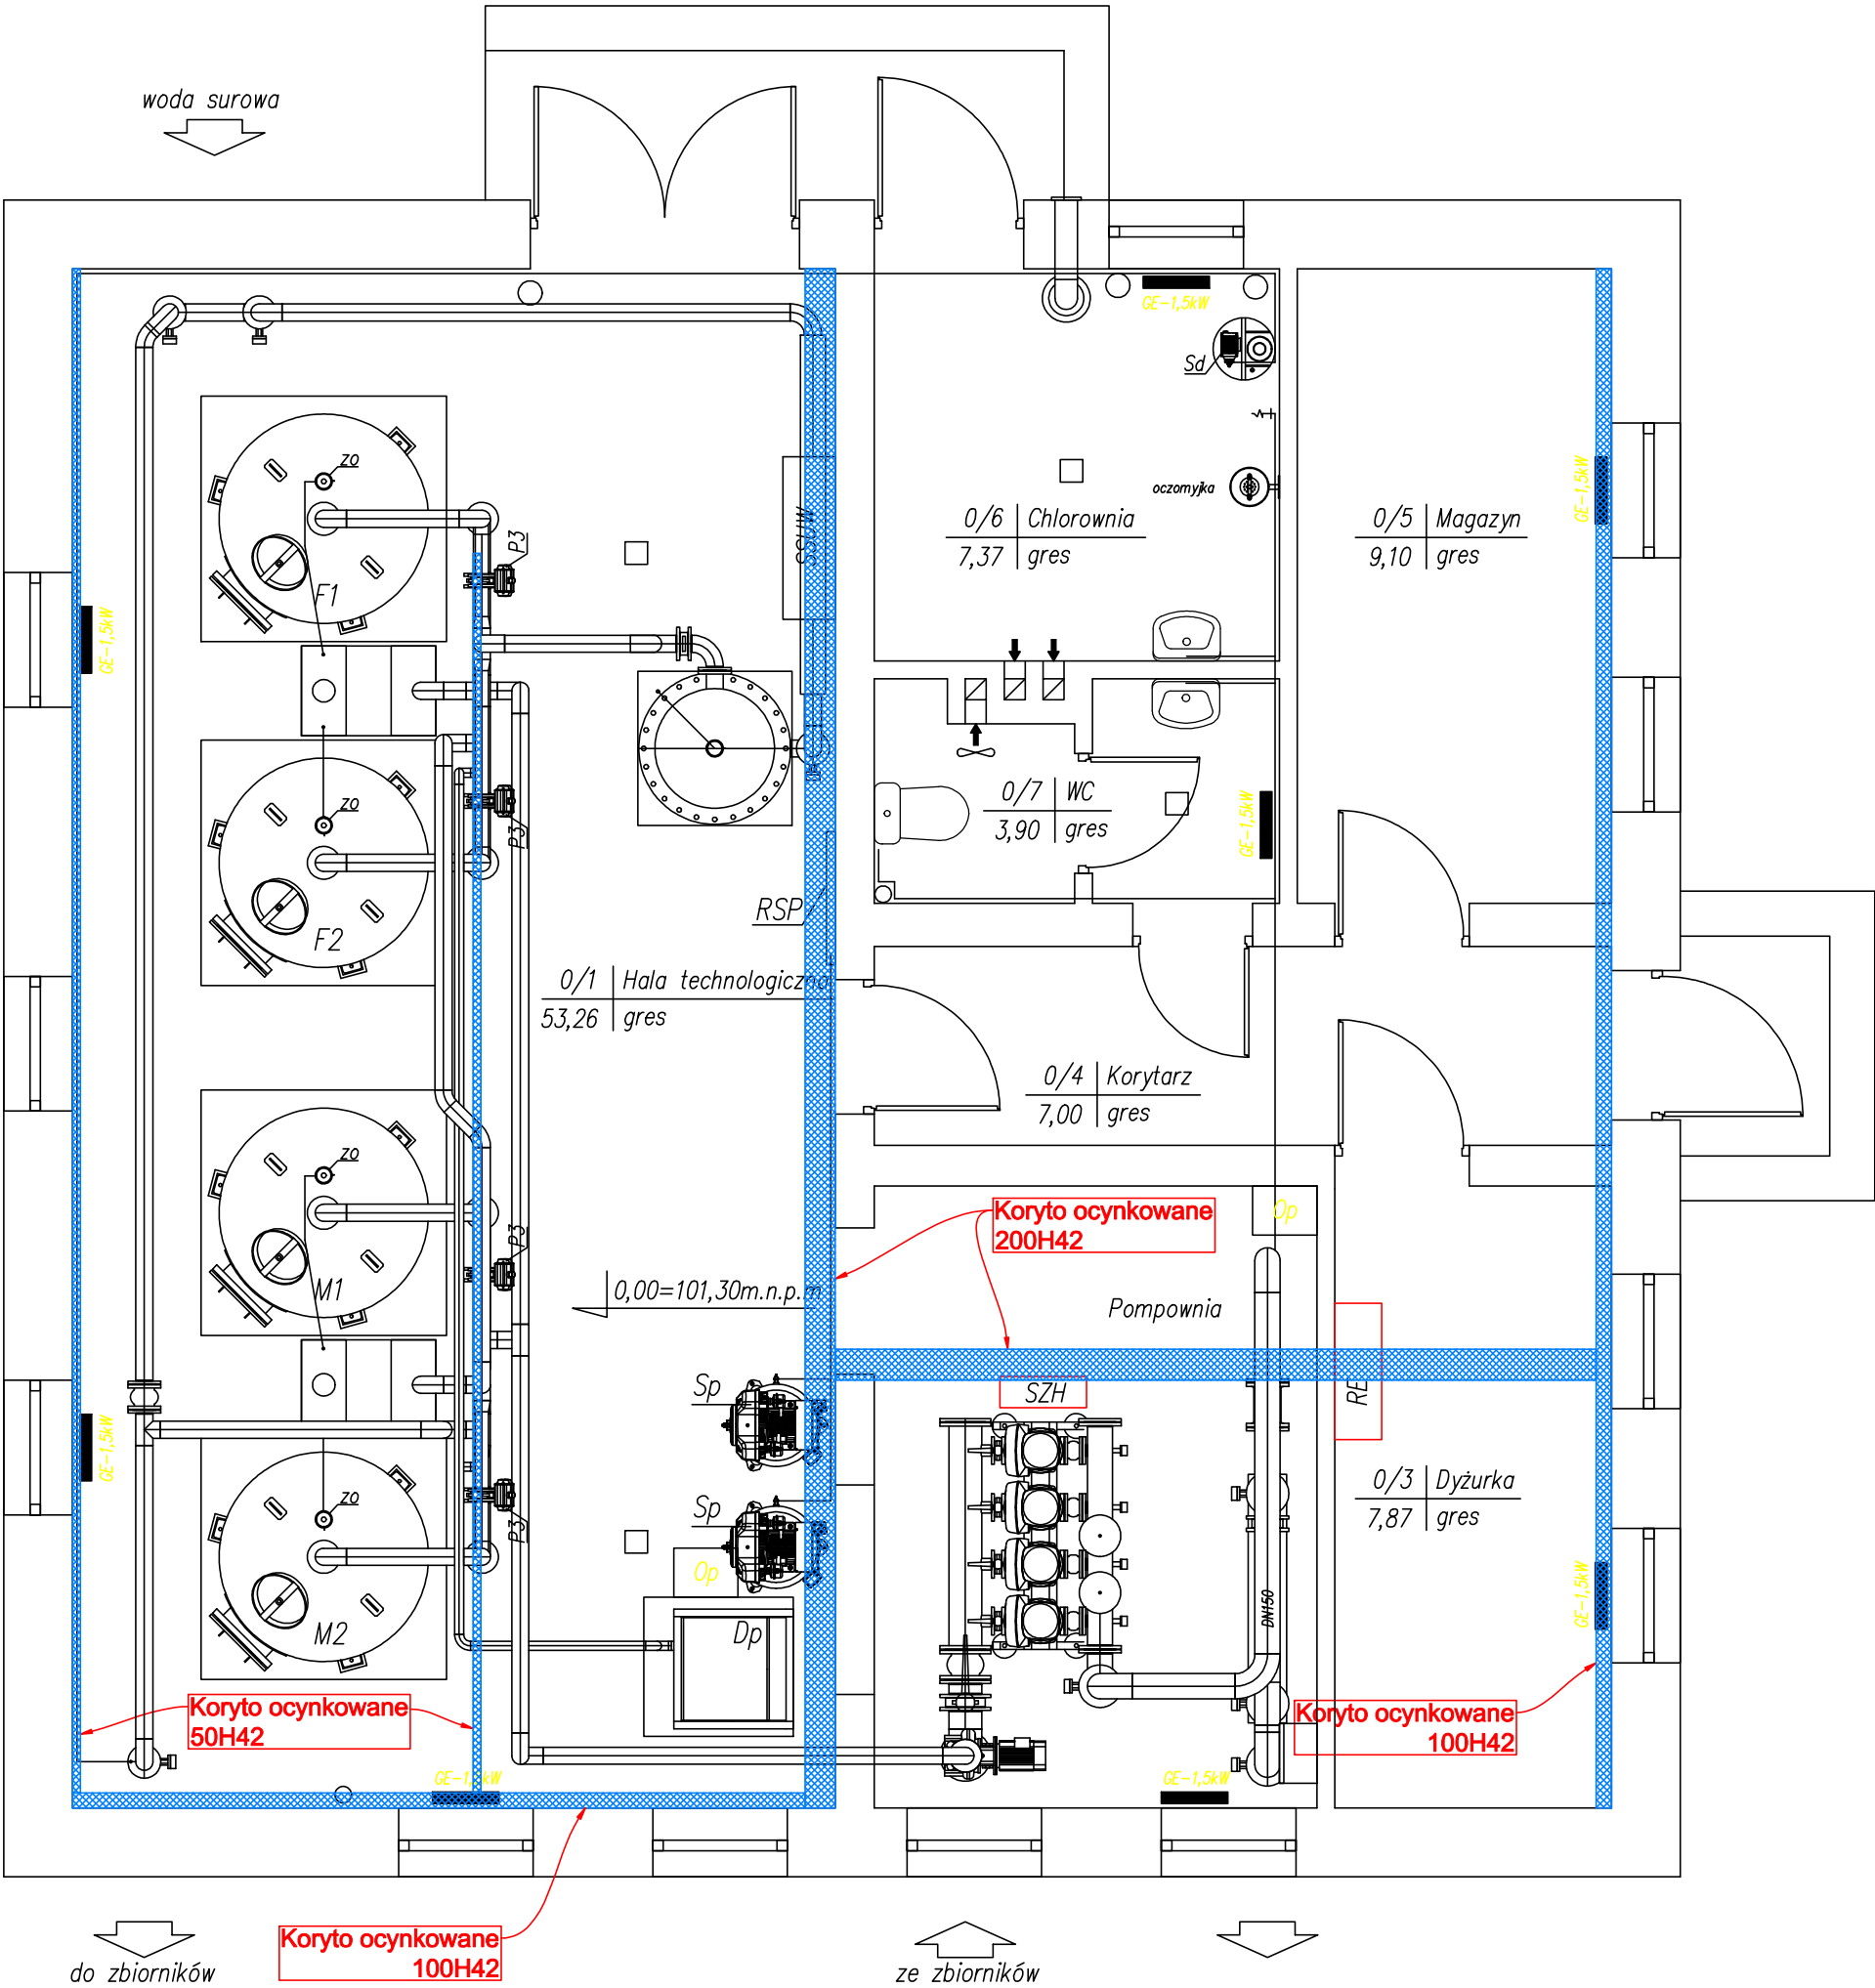 woda surowa
GE-1,5kW
Sd
zo
oczomyjka
GE-1,5kW
P3
SSUW
0/6 Chlorownia
7,37 gres
0/5 Magazyn
9,10 gres
F1
GE-1,5kW
zo
P3
0/7 WC
3,90 gres
GE-1,5kW
RSP
F2
0/1 Hala technologiczna
53,26 gres
0/4 Korytarz
7,00 gres
zo
Koryto ocynkowane
200H42
Op
P3
M1
0,00=101,30m.n.p.m
Pompownia
Sp
SZH
RE
GE-1,5kW
zo
Sp
P3
0/3 Dyżurka
7,87 gres
Op
GE-1,5kW
DN150
M2
Dp
Koryto ocynkowane
50H42
Koryto ocynkowane
100H42
GE-1,5kW
GE-1,5kW
Koryto ocynkowane
100H42
do zbiorników
ze zbiorników